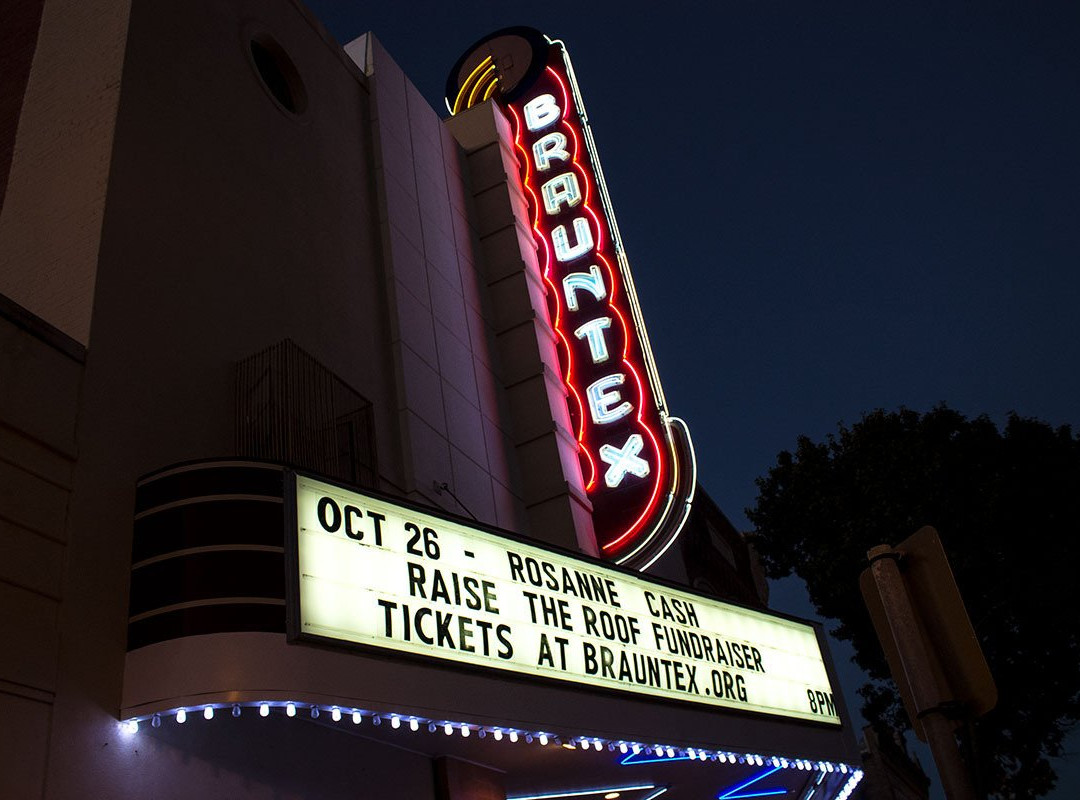 BRAUNTEX
OCT 26 - ROSANNE CASH
RAISE THE ROOF FUNDRAISER
TICKETS AT BRAUNTEX.ORG
8PM